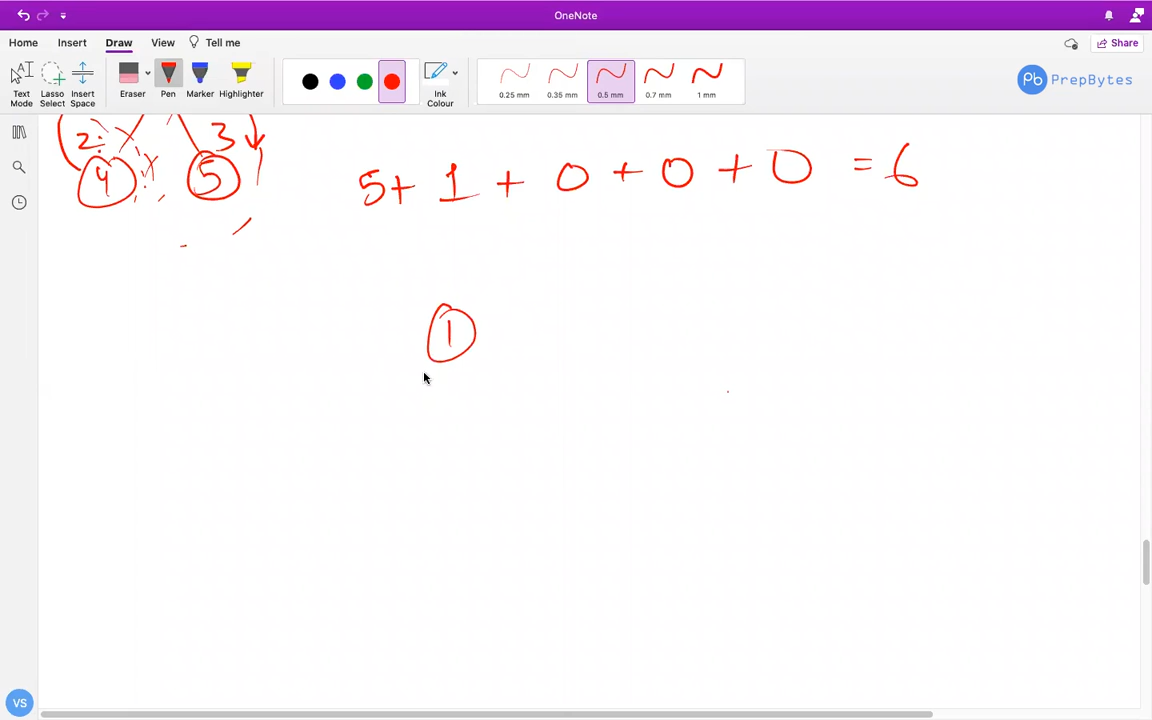 OneNote
Home Insert Draw View Tell me
Share
Text Mode
Lasso Select
Insert Space
Eraser
Pen
Marker
Highlighter
Ink Colour
0.25 mm
0.35 mm
0.5 mm
0.7 mm
1 mm
Pb PrepBytes
2 3
4 5
5+ 1 + 0 + 0 + 0 = 6
1
VS